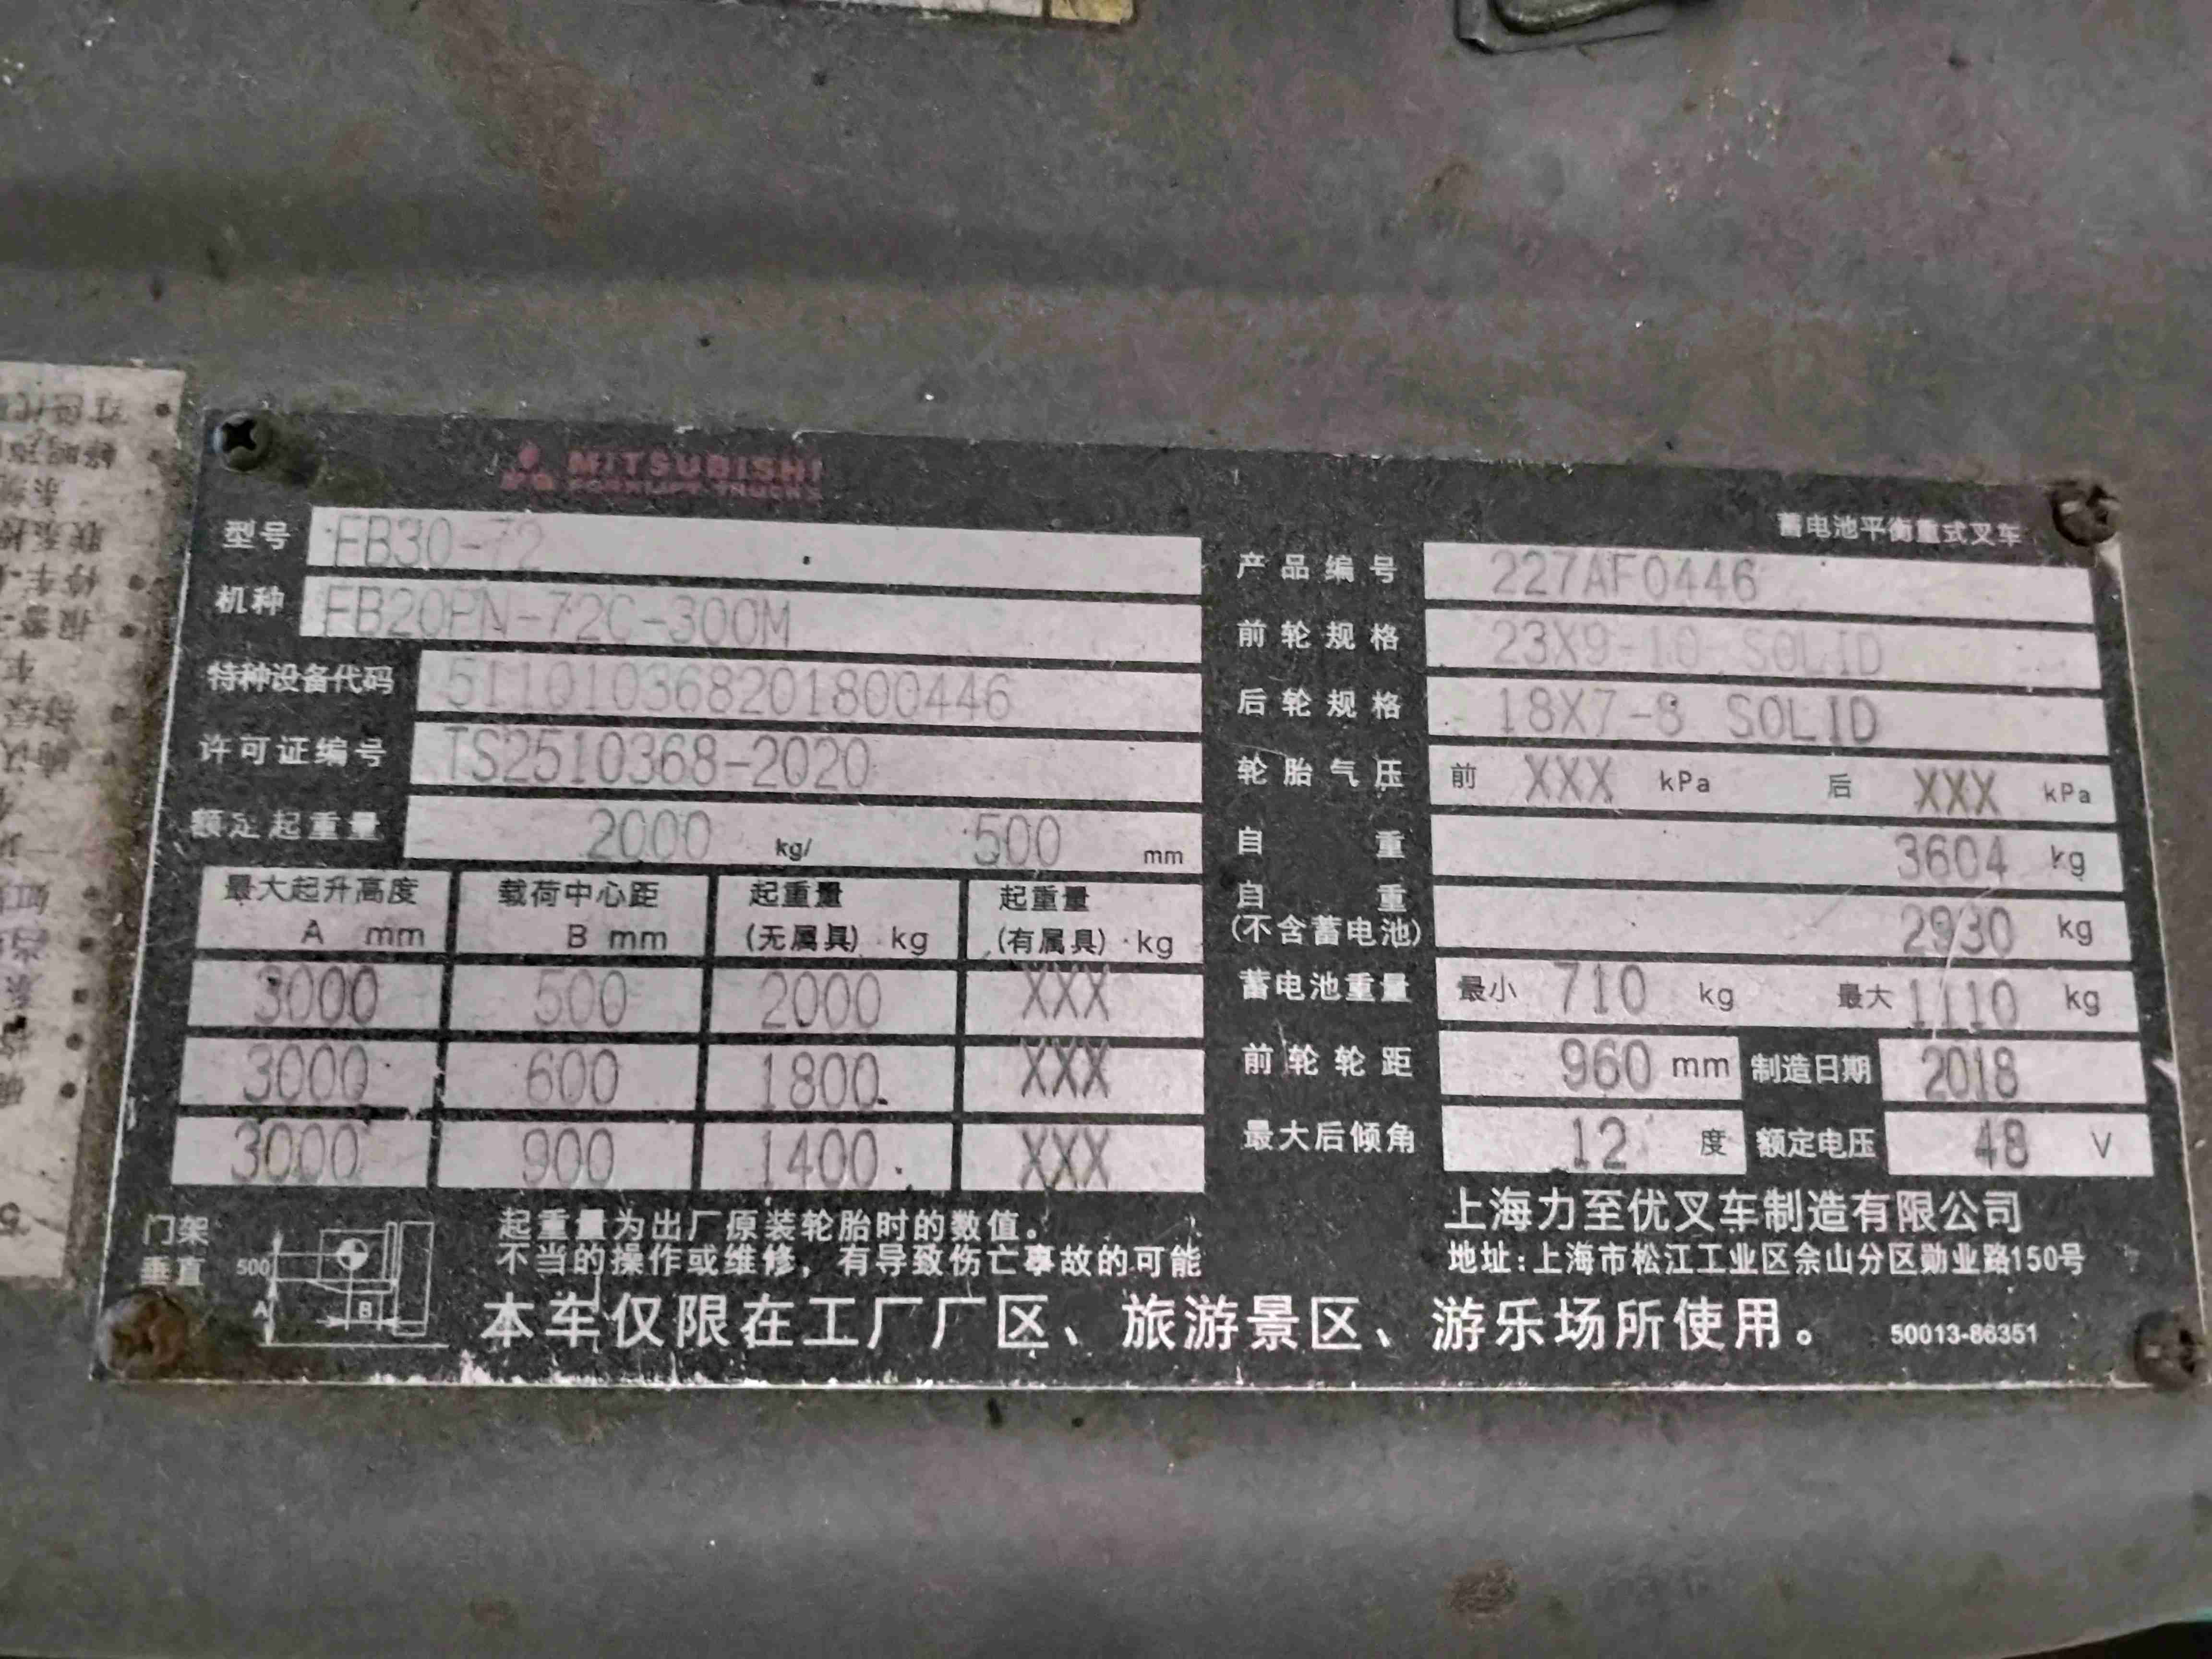 MITSUBISHI
FORKLIFT TRUCKS
蓄电池平衡重式叉车
型号 FB30-72
机种 FB20PN-72C-300M
特种设备代码 511010368201800446
许可证编号 TS2510368-2020
额定起重量 2000 kg/ 500 mm
最大起升高度 载荷中心距 起重量 起重量
A mm B mm (无属具) kg (有属具) kg
3000 500 2000 XXX
3000 600 1800 XXX
3000 900 1400 XXX
产品编号 227AF0446
前轮规格 23X9-10 SOLID
后轮规格 18X7-8 SOLID
轮胎气压 前 XXX kPa 后 XXX kPa
自重 3604 kg
自重
(不含蓄电池) 2930 kg
蓄电池重量 最小 710 kg 最大 1110 kg
前轮轮距 960 mm 制造日期 2018
最大后倾角 12 度 额定电压 48 V
门架
垂直
500
A
B
起重量为出厂原装轮胎时的数值。
不当的操作或维修，有导致伤亡事故的可能
上海力至优叉车制造有限公司
地址:上海市松江工业区佘山分区勋业路150号
本车仅限在工厂厂区、旅游景区、游乐场所使用。
50013-86351